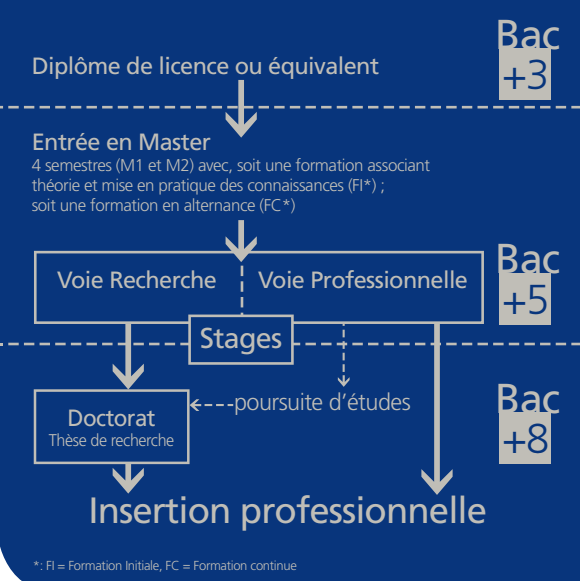 Bac
+3
Diplôme de licence ou équivalent
Entrée en Master
4 semestres (M1 et M2) avec, soit une formation associant
théorie et mise en pratique des connaissances (FI*) ;
soit une formation en alternance (FC*)
Bac
+5
Voie Recherche
Voie Professionnelle
Stages
Bac
+8
poursuite d'études
Doctorat
Thèse de recherche
Insertion professionnelle
*: FI = Formation Initiale, FC = Formation continue